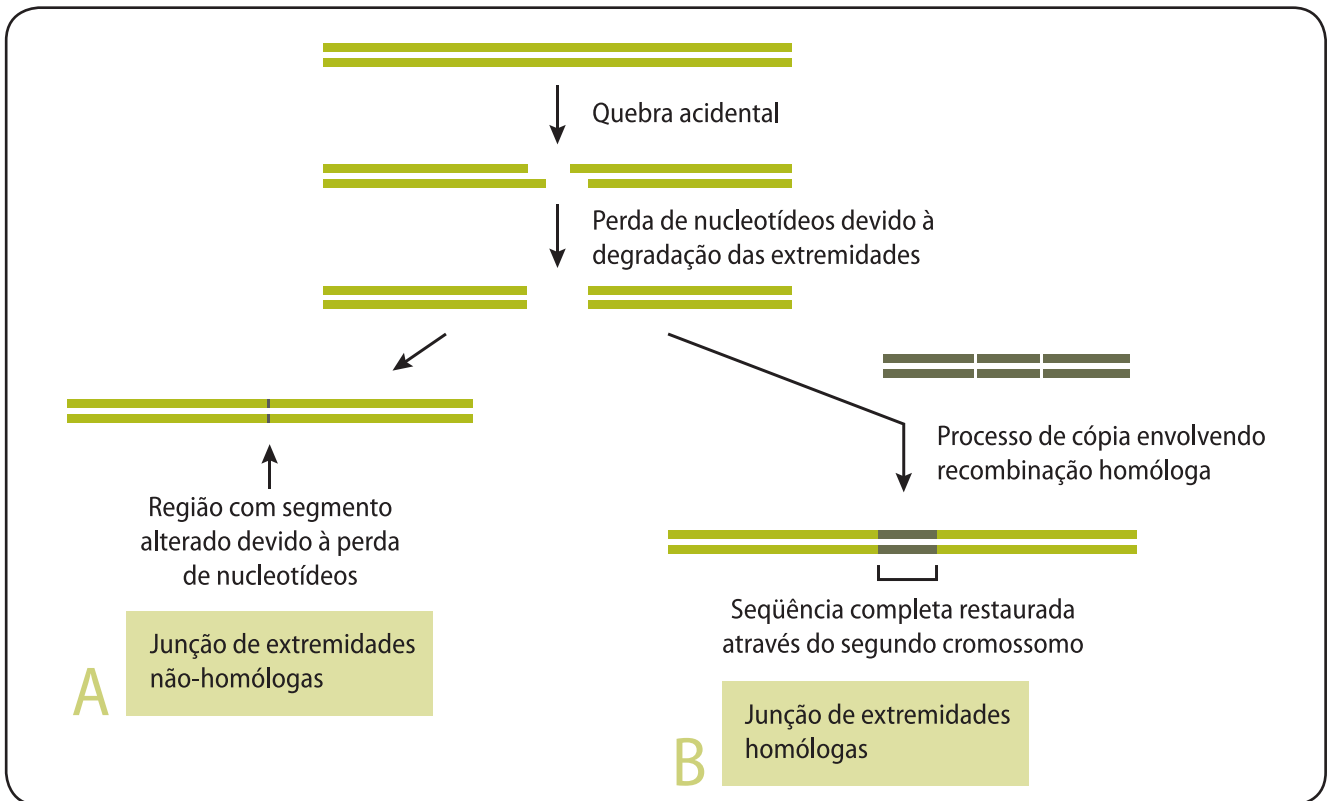 Quebra acidental
Perda de nucleotídeos devido à
degradação das extremidades
Processo de cópia envolvendo
recombinação homóloga
Região com segmento
alterado devido à perda
de nucleotídeos
Seqüência completa restaurada
através do segundo cromossomo
A
Junção de extremidades
não-homólogas
B
Junção de extremidades
homólogas